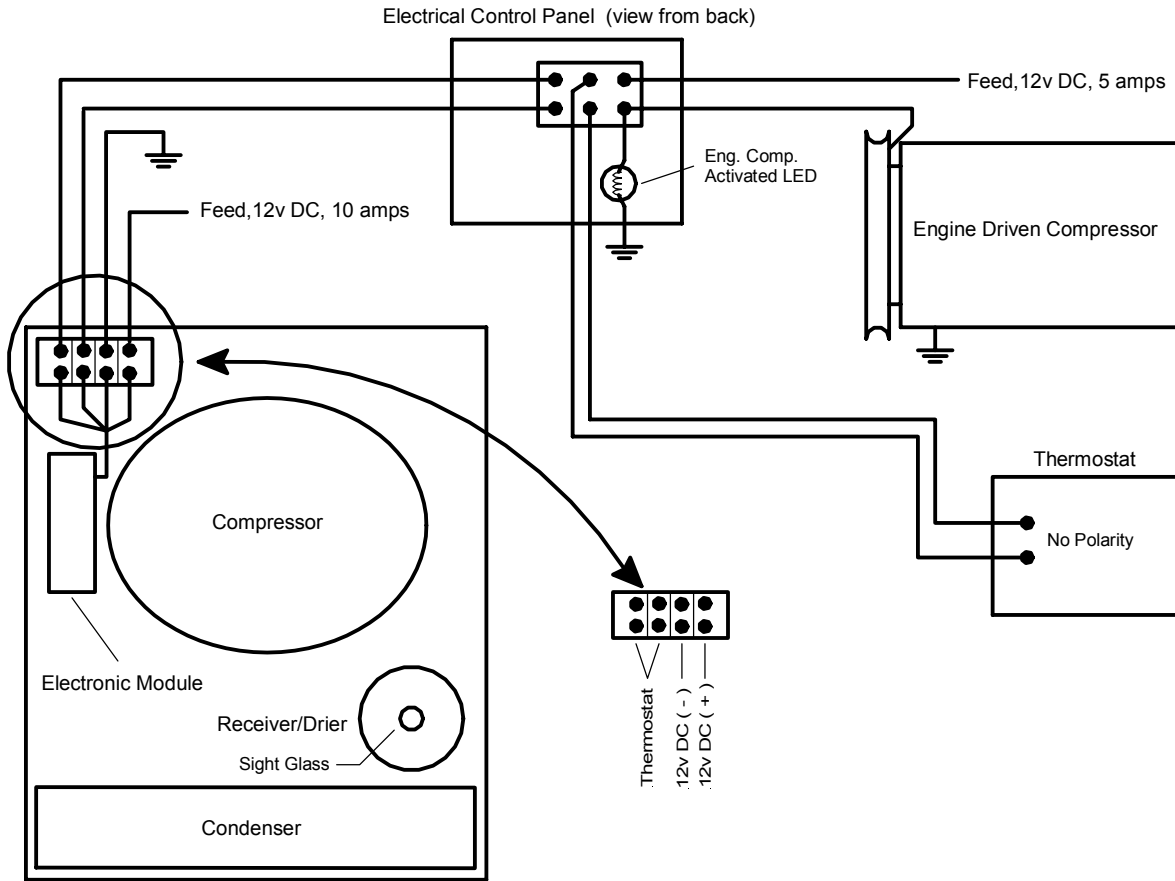 Electrical Control Panel (view from back)
Feed,12v DC, 5 amps
Eng. Comp.
Activated LED
Feed,12v DC, 10 amps
Engine Driven Compressor
Thermostat
No Polarity
Compressor
Electronic Module
Receiver/Drier
Sight Glass
Thermostat
12v DC ( - )
12v DC ( + )
Condenser